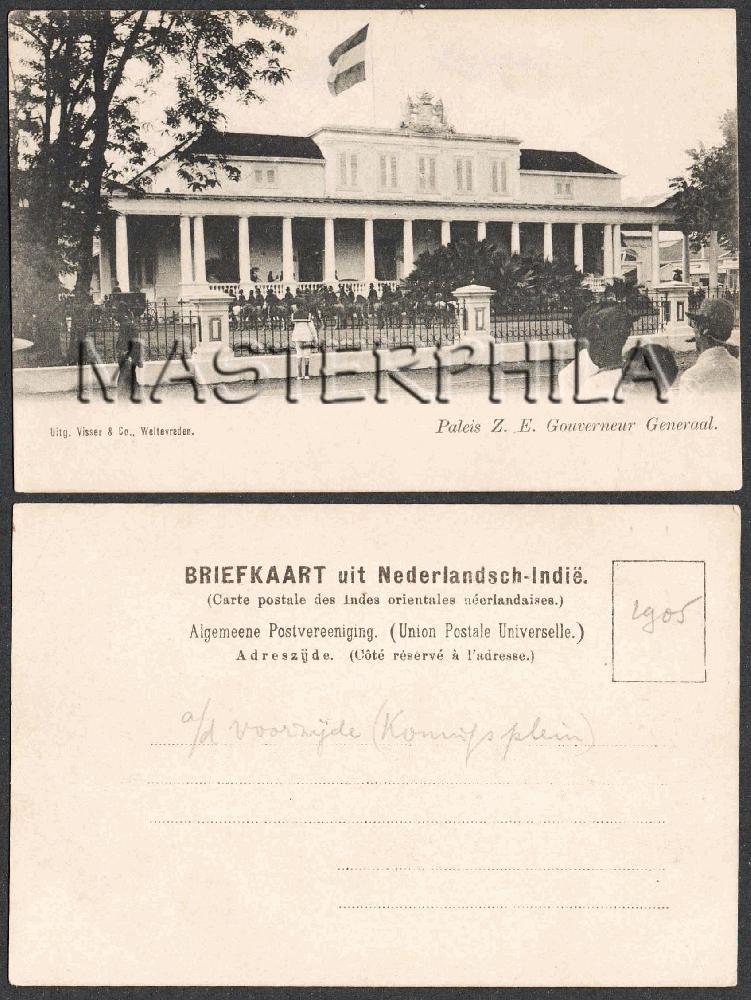 MASTERPHILA
Uitg. Visser & Co., Weltevreden.
Paleis Z. E. Gouverneur Generaal.
BRIEFKAART uit Nederlandsch-Indië.
(Carte postale des Indes orientales néerlandaises.)
Algemeene Postvereeniging. (Union Postale Universelle.)
Adreszijde. (Côté réservé à l'adresse.)
1905
a/d voorzijde (Koningsplein)